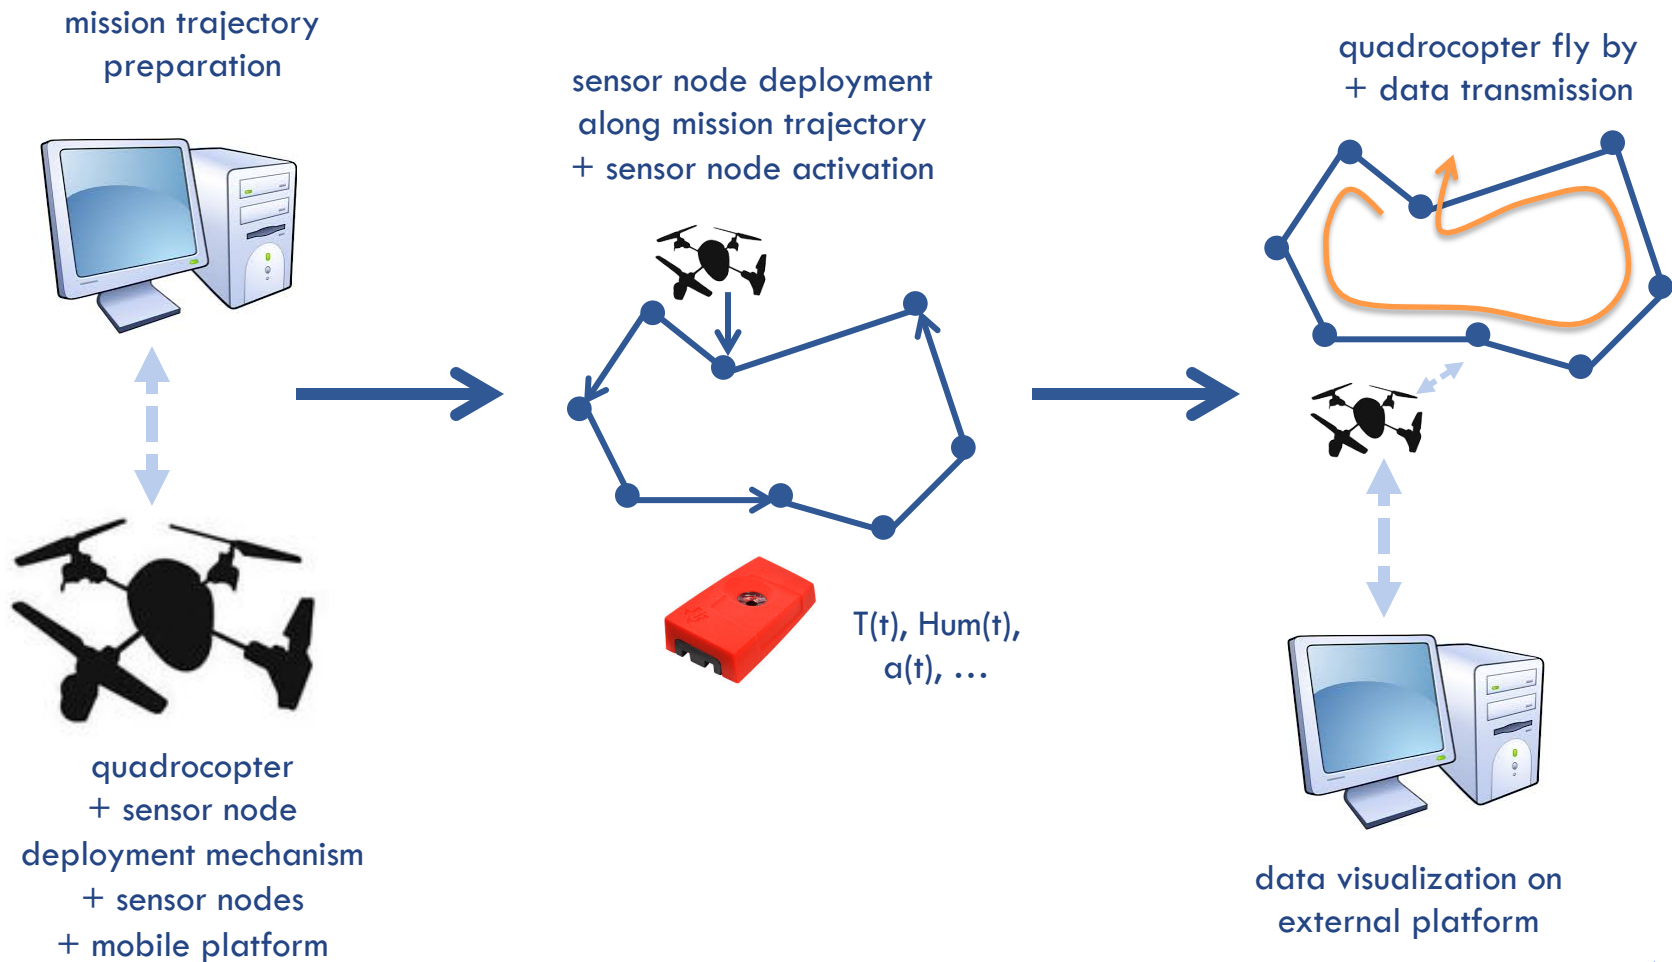 mission trajectory
preparation
quadrocopter
+ sensor node
deployment mechanism
+ sensor nodes
+ mobile platform
sensor node deployment
along mission trajectory
+ sensor node activation
T(t), Hum(t),
a(t), …
quadrocopter fly by
+ data transmission
data visualization on
external platform